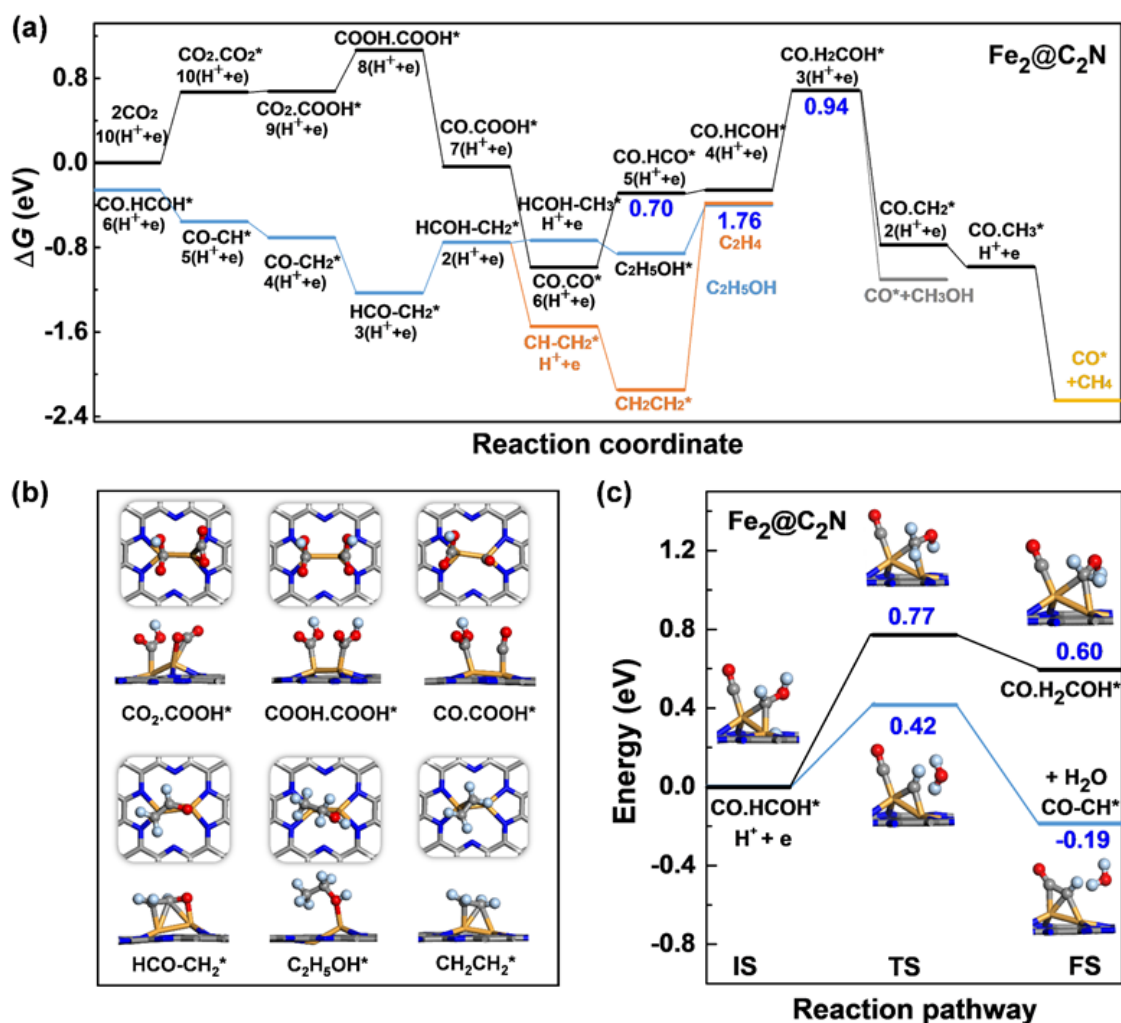 (a)
Fe₂@C₂N
ΔG (eV)
0.8
0.0
-0.8
-1.6
-2.4
2CO₂
10(H⁺+e)
CO₂.CO₂*
10(H⁺+e)
CO₂.COOH*
9(H⁺+e)
COOH.COOH*
8(H⁺+e)
CO.COOH*
7(H⁺+e)
CO.CO*
6(H⁺+e)
CO.HCO*
5(H⁺+e)
0.70
CO.HCOH*
4(H⁺+e)
CO.H₂COH*
3(H⁺+e)
0.94
CO.CH₂*
2(H⁺+e)
CO.CH₃*
H⁺+e
CO*+CH₃OH
CO*
+CH₄
CO.HCOH*
6(H⁺+e)
CO-CH*
5(H⁺+e)
CO-CH₂*
4(H⁺+e)
HCO-CH₂*
3(H⁺+e)
HCOH-CH₂*
2(H⁺+e)
HCOH-CH₃*
H⁺+e
C₂H₅OH*
1.76
C₂H₄
C₂H₅OH
CH-CH₂*
H⁺+e
CH₂CH₂*
Reaction coordinate
(b)
CO₂.COOH*
COOH.COOH*
CO.COOH*
HCO-CH₂*
C₂H₅OH*
CH₂CH₂*
(c)
Fe₂@C₂N
Energy (eV)
1.2
0.8
0.4
0.0
-0.4
-0.8
CO.HCOH*
H⁺ + e
0.77
0.42
0.60
CO.H₂COH*
+ H₂O
CO-CH*
-0.19
IS
TS
FS
Reaction pathway